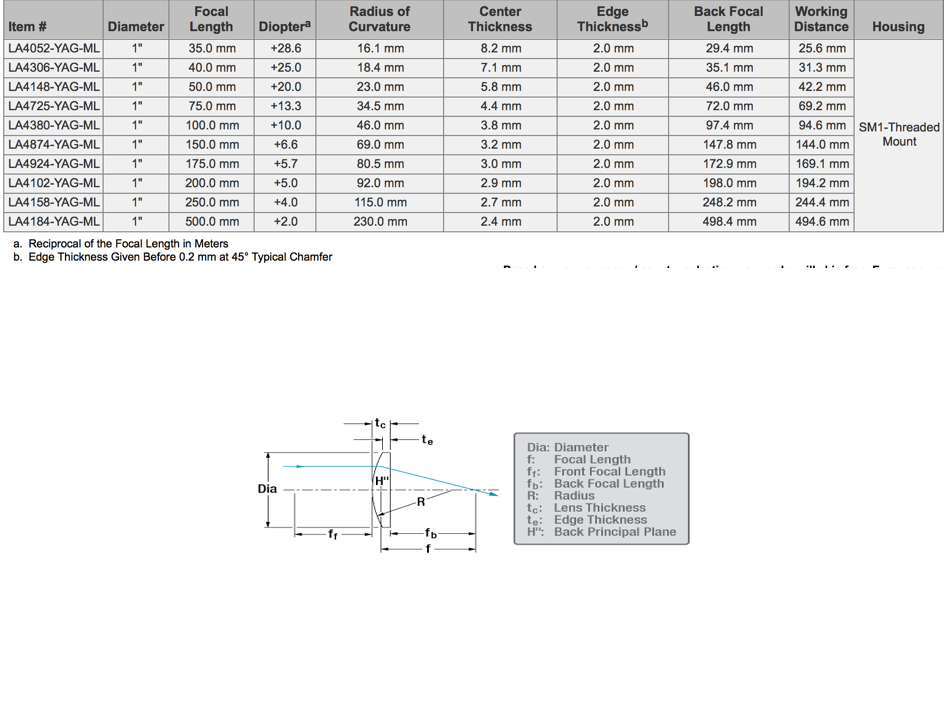 Item # Diameter Focal Length Diopterᵃ Radius of Curvature Center Thickness Edge Thicknessᵇ Back Focal Length Working Distance Housing
LA4052-YAG-ML 1" 35.0 mm +28.6 16.1 mm 8.2 mm 2.0 mm 29.4 mm 25.6 mm
LA4306-YAG-ML 1" 40.0 mm +25.0 18.4 mm 7.1 mm 2.0 mm 35.1 mm 31.3 mm
LA4148-YAG-ML 1" 50.0 mm +20.0 23.0 mm 5.8 mm 2.0 mm 46.0 mm 42.2 mm
LA4725-YAG-ML 1" 75.0 mm +13.3 34.5 mm 4.4 mm 2.0 mm 72.0 mm 69.2 mm
LA4380-YAG-ML 1" 100.0 mm +10.0 46.0 mm 3.8 mm 2.0 mm 97.4 mm 94.6 mm SM1-Threaded
Mount
LA4874-YAG-ML 1" 150.0 mm +6.6 69.0 mm 3.2 mm 2.0 mm 147.8 mm 144.0 mm
LA4924-YAG-ML 1" 175.0 mm +5.7 80.5 mm 3.0 mm 2.0 mm 172.9 mm 169.1 mm
LA4102-YAG-ML 1" 200.0 mm +5.0 92.0 mm 2.9 mm 2.0 mm 198.0 mm 194.2 mm
LA4158-YAG-ML 1" 250.0 mm +4.0 115.0 mm 2.7 mm 2.0 mm 248.2 mm 244.4 mm
LA4184-YAG-ML 1" 500.0 mm +2.0 230.0 mm 2.4 mm 2.0 mm 498.4 mm 494.6 mm
a. Reciprocal of the Focal Length in Meters
b. Edge Thickness Given Before 0.2 mm at 45° Typical Chamfer
tc
te
Dia
H"
R
ff
fb
f
Dia: Diameter
f: Focal Length
ff: Front Focal Length
fb: Back Focal Length
R: Radius
tc: Lens Thickness
te: Edge Thickness
H": Back Principal Plane